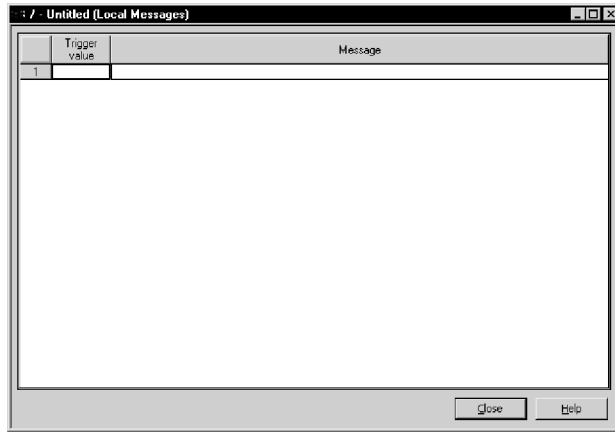 7 - Untitled (Local Messages)
Trigger
value
Message
1
Close
Help